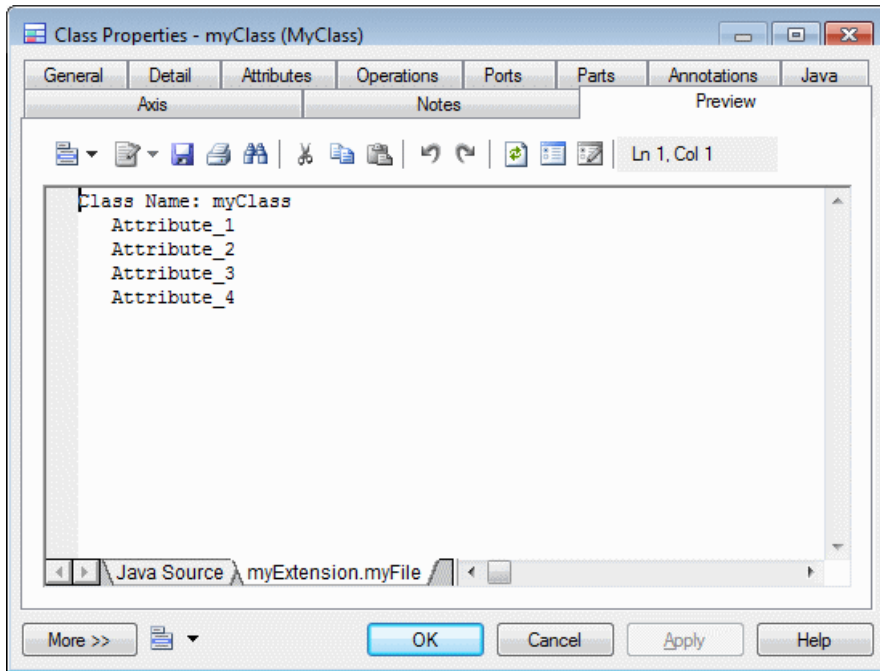 Class Properties - myClass (MyClass)
General Detail Attributes Operations Ports Parts Annotations Java
Axis Notes Preview
Ln 1, Col 1
Class Name: myClass
Attribute_1
Attribute_2
Attribute_3
Attribute_4
Java Source myExtension.myFile
More >> OK Cancel Apply Help